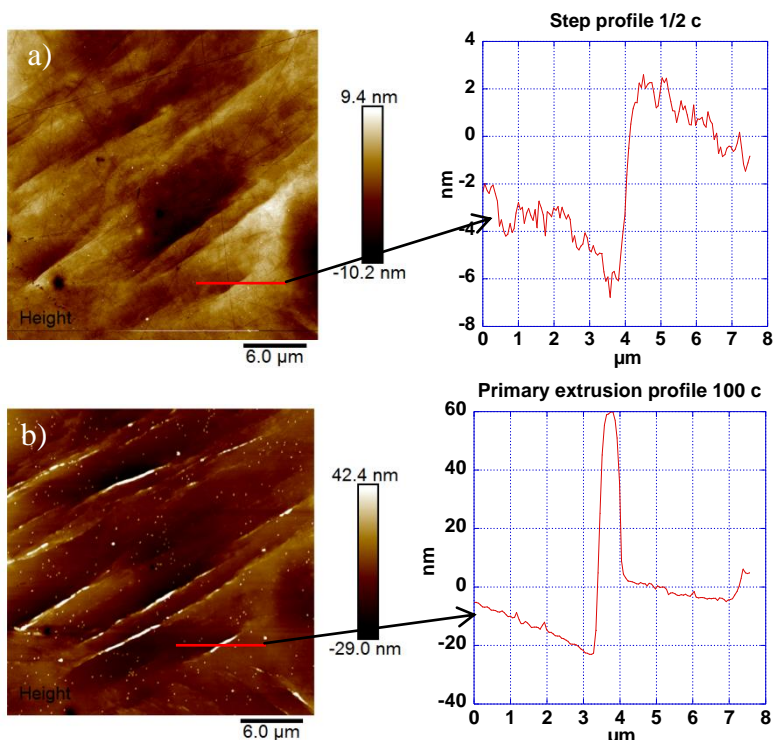 a)
Height
6.0 µm
9.4 nm
-10.2 nm
Step profile 1/2 c
nm
4
2
0
-2
-4
-6
-8
0 1 2 3 4 5 6 7 8
µm
b)
Height
6.0 µm
42.4 nm
-29.0 nm
Primary extrusion profile 100 c
nm
60
40
20
0
-20
-40
0 1 2 3 4 5 6 7 8
µm